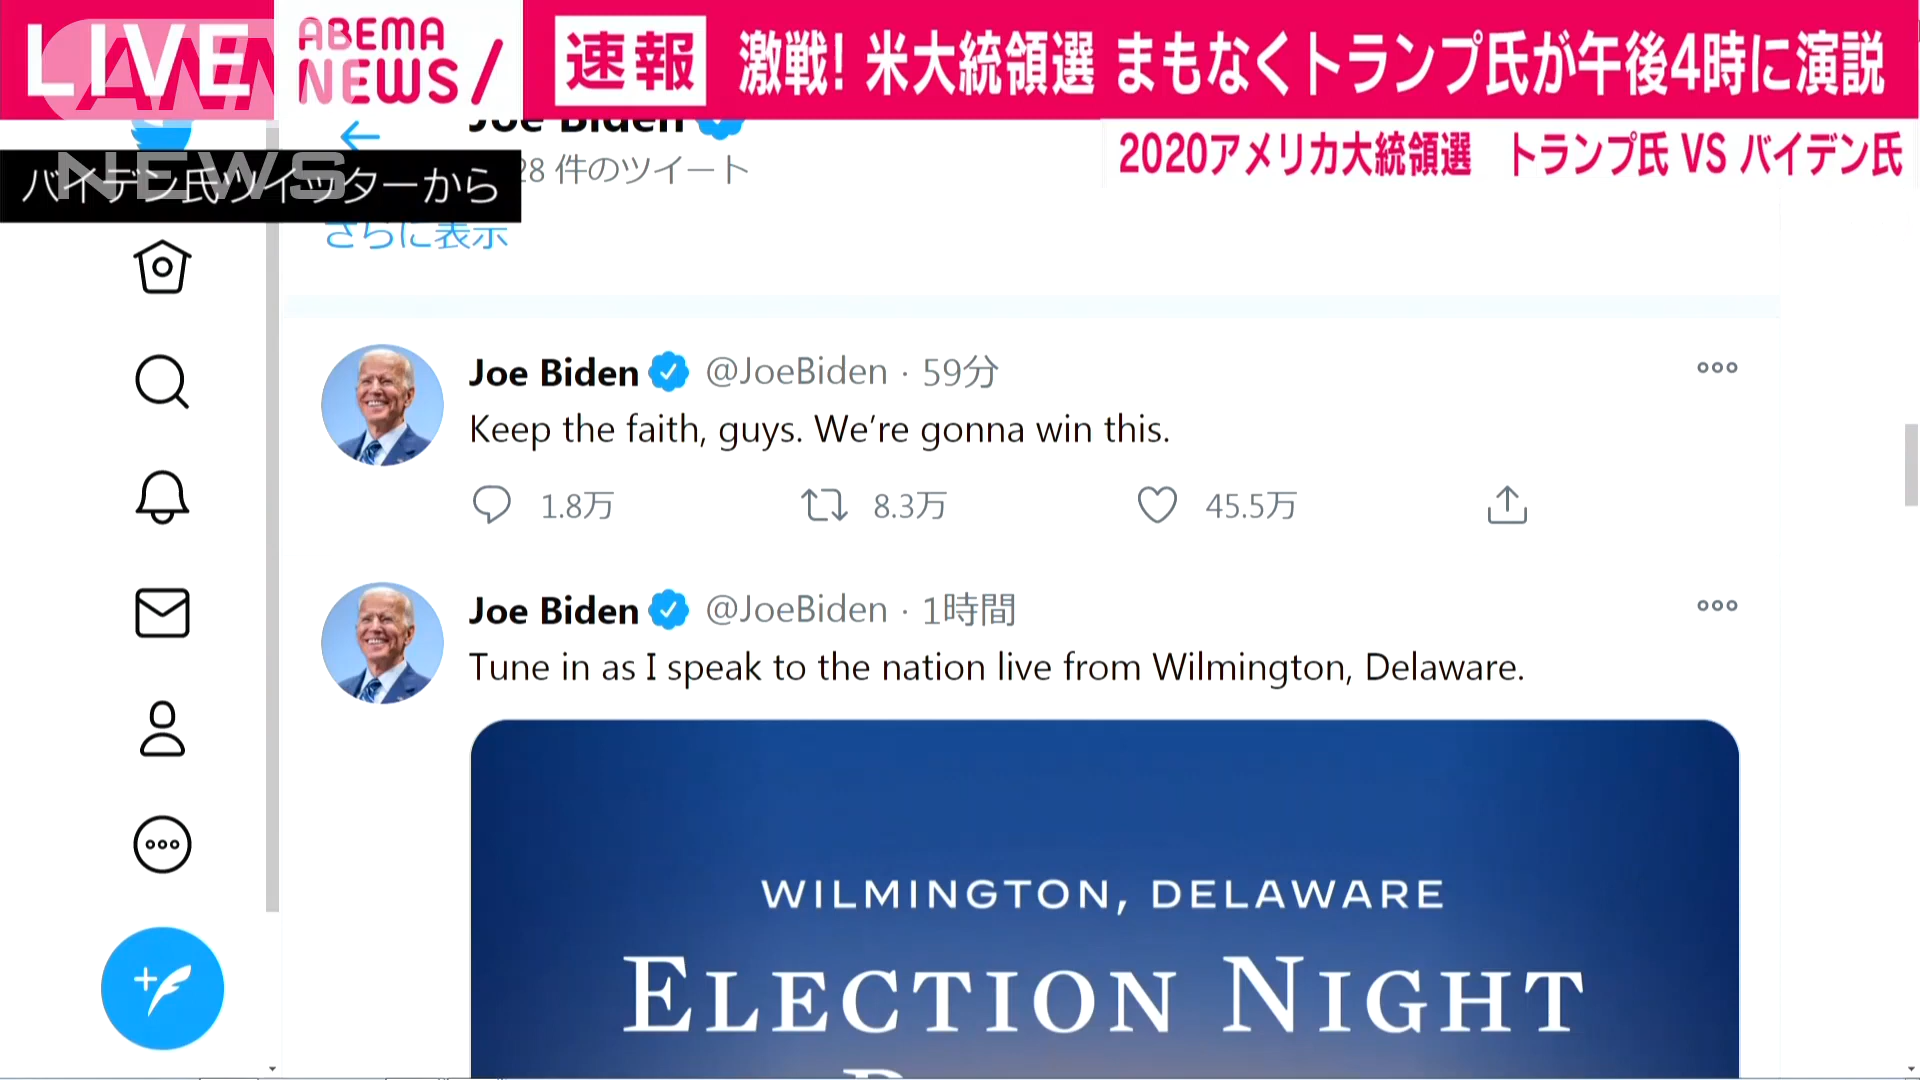 LIVE
ANN
NEWS
ABEMA
NEWS/
速報
激戦! 米大統領選 まもなくトランプ氏が午後4時に演説
2020アメリカ大統領選 トランプ氏 VS バイデン氏
バイデン氏ツイッターから
Joe Biden
28 件のツイート
さらに表示
Joe Biden @JoeBiden · 59分
Keep the faith, guys. We’re gonna win this.
1.8万 8.3万 45.5万
Joe Biden @JoeBiden · 1時間
Tune in as I speak to the nation live from Wilmington, Delaware.
WILMINGTON, DELAWARE
ELECTION NIGHT